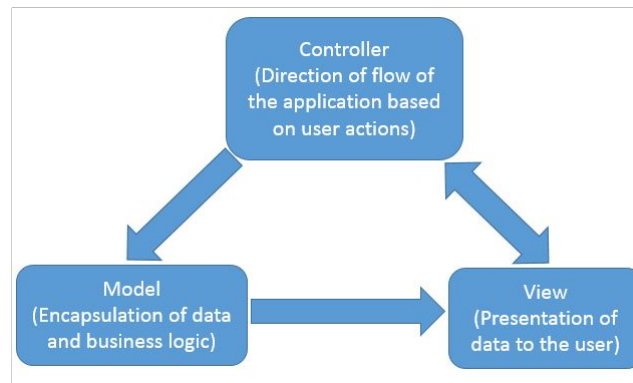 Controller
(Direction of flow of
the application based
on user actions)
Model
(Encapsulation of data
and business logic)
View
(Presentation of
data to the user)